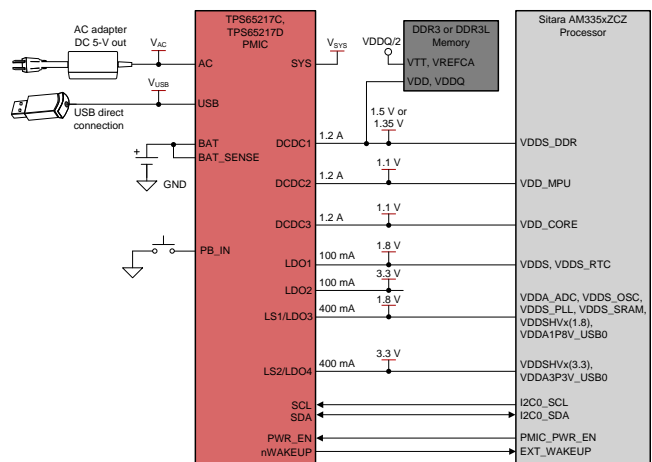 AC adapter
DC 5-V out
VAC
AC
VUSB
USB
USB direct
connection
BAT
BAT_SENSE
+
GND
PB_IN
TPS65217C,
TPS65217D
PMIC
SYS
VSYS
DCDC1
1.2 A
1.5 V or
1.35 V
DCDC2
1.2 A
1.1 V
DCDC3
1.2 A
1.1 V
LDO1
100 mA
1.8 V
LDO2
100 mA
3.3 V
LS1/LDO3
400 mA
1.8 V
LS2/LDO4
400 mA
3.3 V
SCL
SDA
PWR_EN
nWAKEUP
VDDQ/2
DDR3 or DDR3L
Memory
VTT, VREFCA
VDD, VDDQ
Sitara AM335xZCZ
Processor
VDDS_DDR
VDD_MPU
VDD_CORE
VDDS, VDDS_RTC
VDDA_ADC, VDDS_OSC,
VDDS_PLL, VDDS_SRAM,
VDDSHVx(1.8),
VDDA1P8V_USB0
VDDSHVx(3.3),
VDDA3P3V_USB0
I2C0_SCL
I2C0_SDA
PMIC_PWR_EN
EXT_WAKEUP